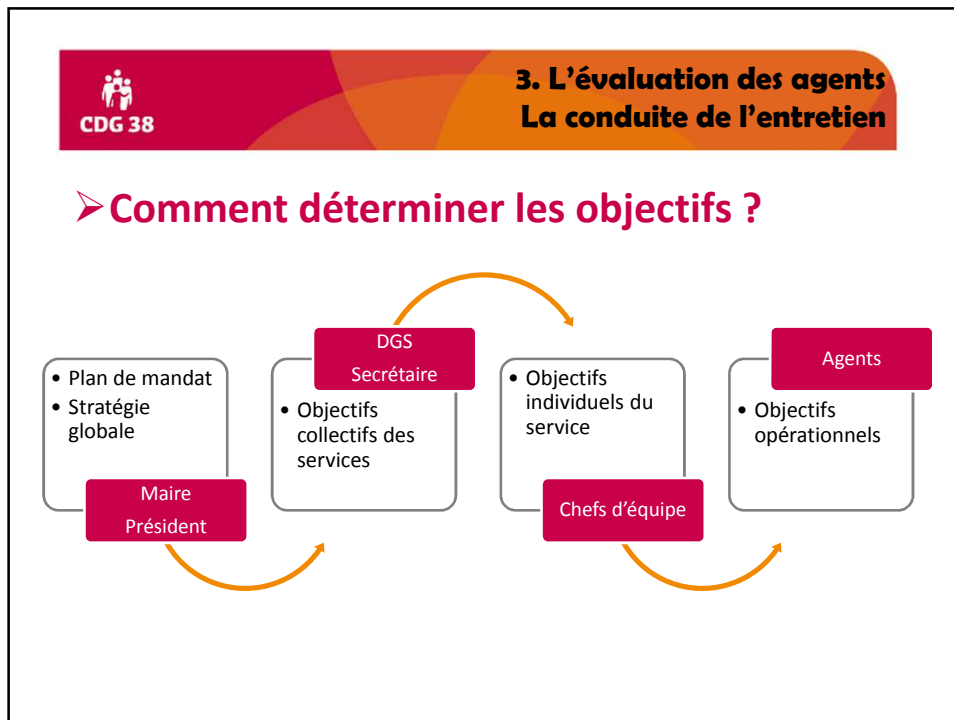 CDG 38
3. L'évaluation des agents
La conduite de l'entretien
➢Comment déterminer les objectifs ?
• Plan de mandat
• Stratégie
globale
Maire
Président
DGS
Secrétaire
• Objectifs
collectifs des
services
• Objectifs
individuels du
service
Chefs d'équipe
Agents
• Objectifs
opérationnels